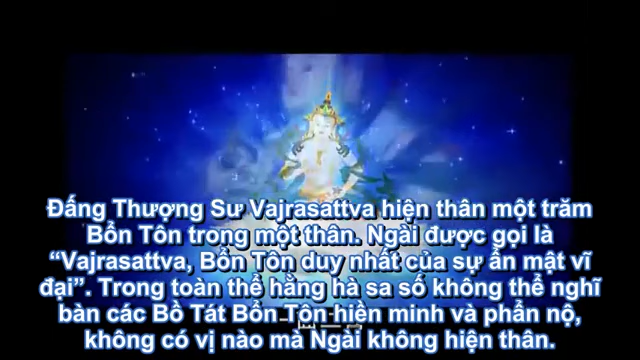 Đấng Thượng Sư Vajrasattva hiện thân một trăm
Bổn Tôn trong một thân. Ngài được gọi là
“Vajrasattva, Bổn Tôn duy nhất của sự ẩn mật vĩ
đại”. Trong toàn thể hằng hà sa số không thể nghĩ
bàn các Bồ Tát Bổn Tôn hiền minh và phẫn nộ,
không có vị nào mà Ngài không hiện thân.